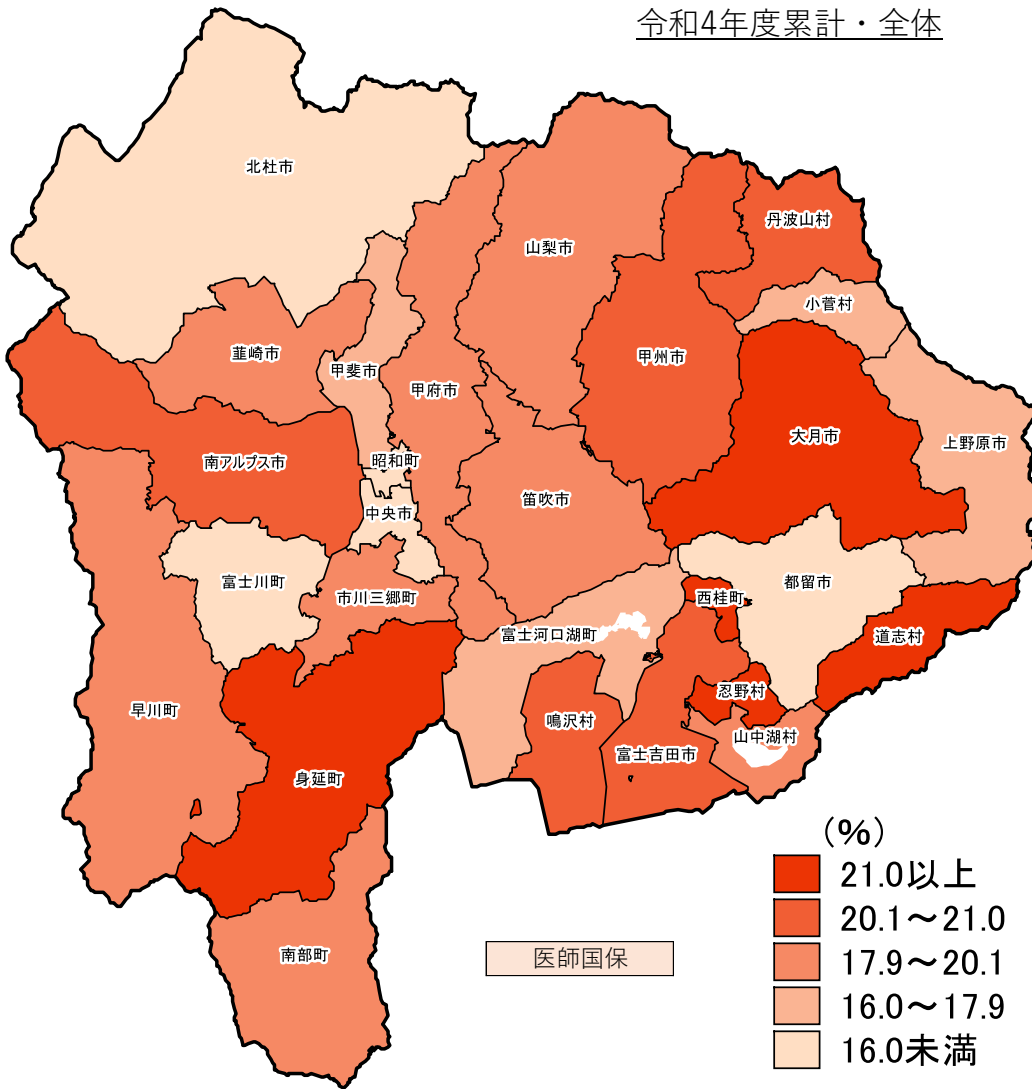 令和4年度累計・全体
北杜市
丹波山村
山梨市
小菅村
韮崎市
甲斐市
甲府市
甲州市
大月市
上野原市
南アルプス市
昭和町
笛吹市
中央市
富士川町
市川三郷町
西桂町
都留市
富士河口湖町
道志村
早川町
鳴沢村
忍野村
山中湖村
富士吉田市
身延町
南部町
医師国保
(%)
21.0以上
20.1～21.0
17.9～20.1
16.0～17.9
16.0未満